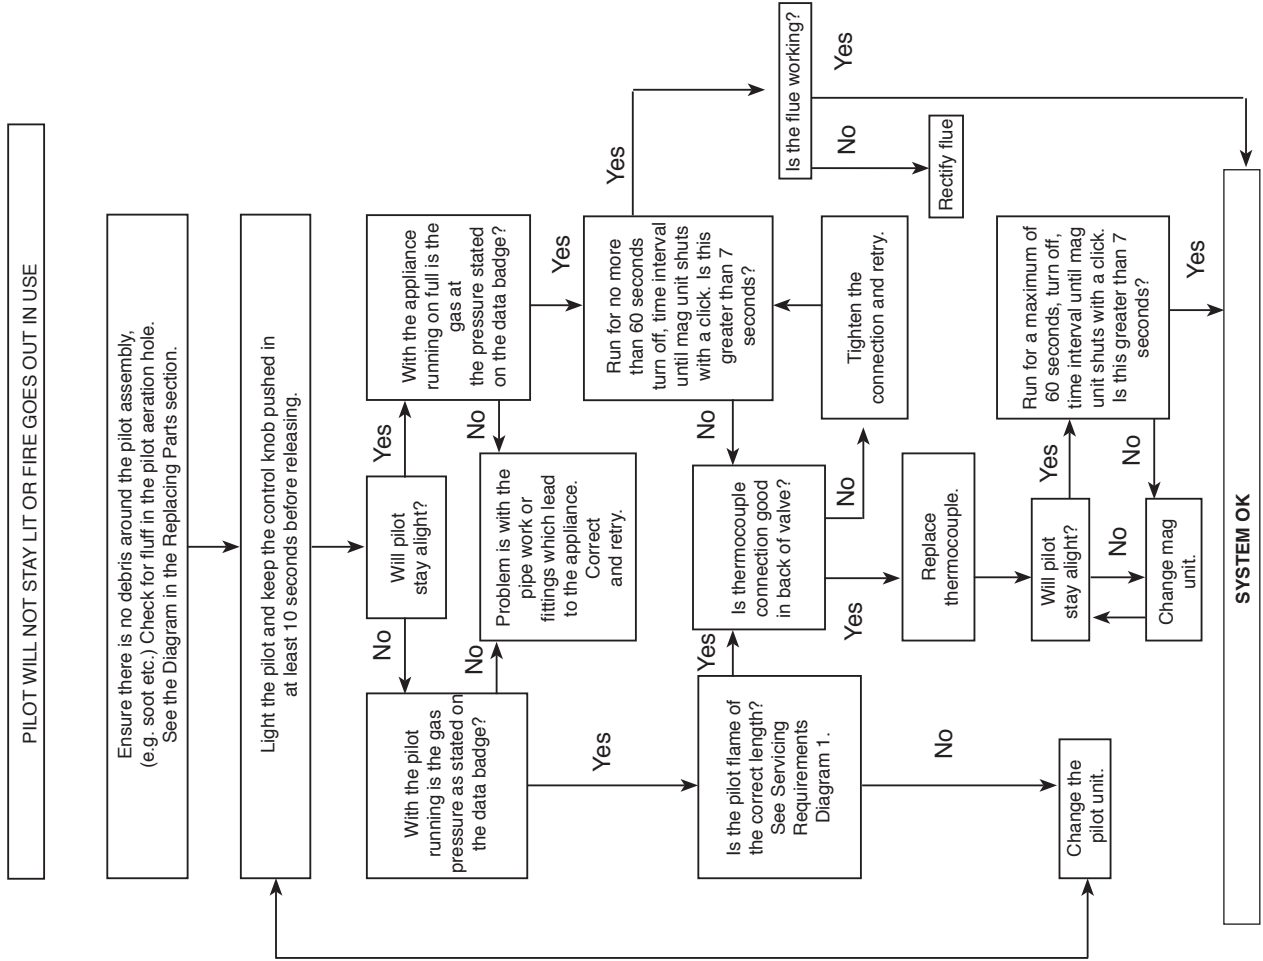 PILOT WILL NOT STAY LIT OR FIRE GOES OUT IN USE
Ensure there is no debris around the pilot assembly,
(e.g. soot etc.) Check for fluff in the pilot aeration hole.
See the Diagram in the Replacing Parts section.
Light the pilot and keep the control knob pushed in
at least 10 seconds before releasing.
Will pilot
stay alight?
No
Yes
With the pilot
running is the gas
pressure as stated on
the data badge?
No
Yes
With the appliance
running on full is the
gas at
the pressure stated
on the data badge?
No
Yes
Problem is with the
pipe work or
fittings which lead
to the appliance.
Correct
and retry.
Run for no more
than 60 seconds
turn off, time interval
until mag unit shuts
with a click. Is this
greater than 7
seconds?
No
Yes
Is the pilot flame of
the correct length?
See Servicing
Requirements
Diagram 1.
Yes
No
Is thermocouple
connection good
in back of valve?
Yes
No
Tighten the
connection and retry.
Is the flue working?
No
Yes
Rectify flue
Replace
thermocouple.
Will pilot
stay alight?
Yes
No
Run for a maximum of
60 seconds, turn off,
time interval until mag
unit shuts with a click.
Is this greater than 7
seconds?
No
Yes
Change mag
unit.
Change the
pilot unit.
SYSTEM OK